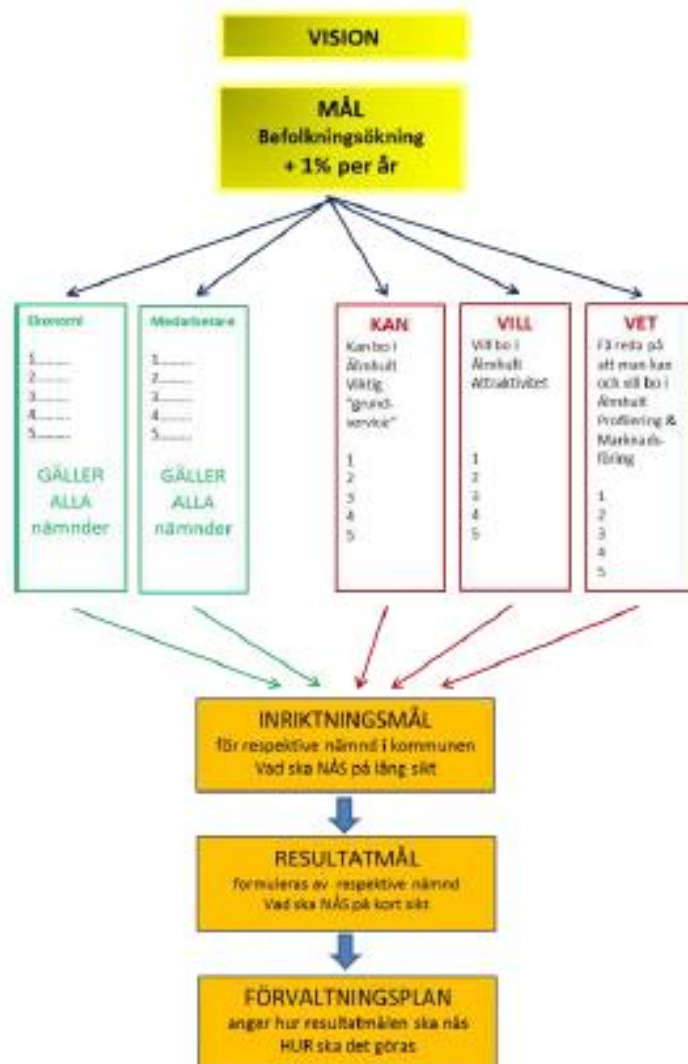 VISION
MÅL
Befolkningsökning
+ 1% per år
Ekonomi
1
2
3
4
5
GÄLLER
ALLA
nämnder
Medarbetare
1
2
3
4
5
GÄLLER
ALLA
nämnder
KAN
Kan bo i
Älmhult
Viktig
"grund-
service"
1
2
3
4
5
VILL
Vill bo i
Älmhult
Attraktivitet
1
2
3
4
5
VET
Få reda på
att man kan
och vill bo i
Älmhult
Profilering &
Marknads-
föring
1
2
3
4
5
INRIKTNINGSMÅL
för respektive nämnd i kommunen
Vad ska NÅS på lång sikt
RESULTATMÅL
formuleras av respektive nämnd
Vad ska NÅS på kort sikt
FÖRVALTNINGSPLAN
anger hur resultatmålen ska nås
HUR ska det göras